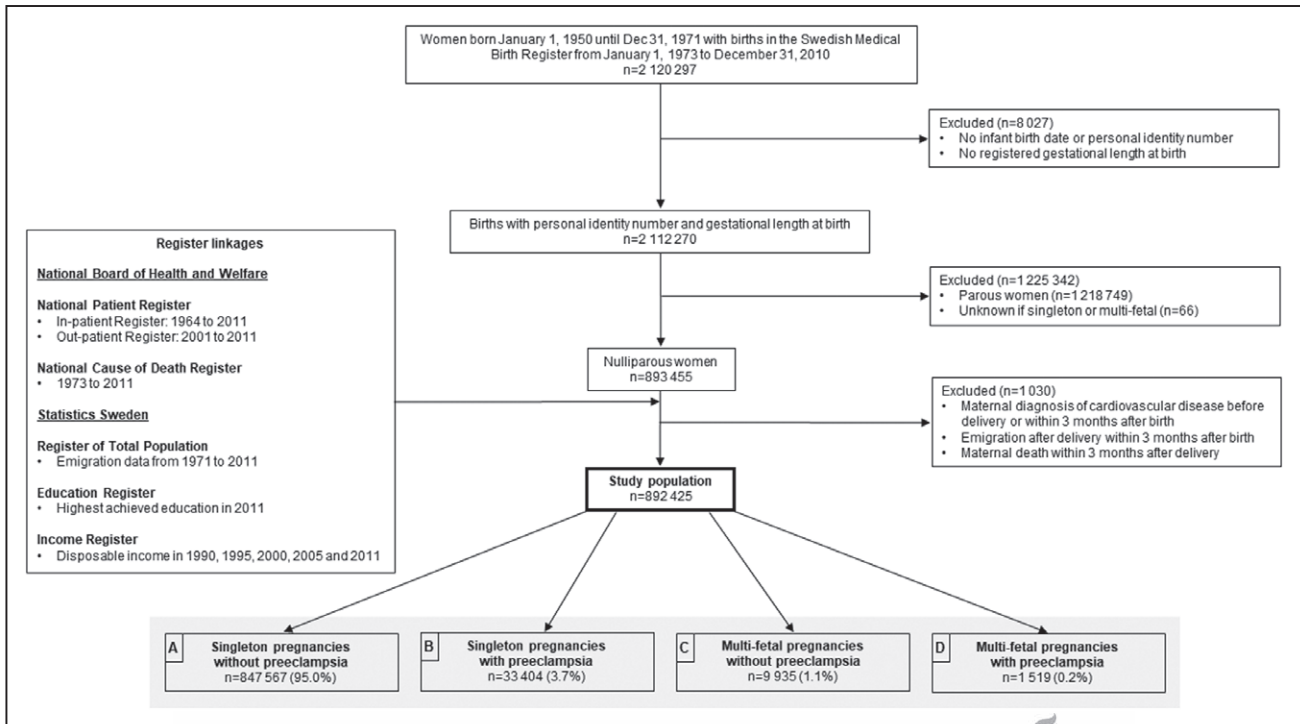 Women born January 1, 1950 until Dec 31, 1971 with births in the Swedish Medical
Birth Register from January 1, 1973 to December 31, 2010
n=2 120 297
Excluded (n=8 027)
• No infant birth date or personal identity number
• No registered gestational length at birth
Births with personal identity number and gestational length at birth
n=2 112 270
Register linkages
National Board of Health and Welfare
National Patient Register
• In-patient Register: 1964 to 2011
• Out-patient Register: 2001 to 2011
National Cause of Death Register
• 1973 to 2011
Statistics Sweden
Register of Total Population
• Emigration data from 1971 to 2011
Education Register
• Highest achieved education in 2011
Income Register
• Disposable income in 1990, 1995, 2000, 2005 and 2011
Excluded (n=1 225 342)
• Parous women (n=1 218 749)
• Unknown if singleton or multi-fetal (n=66)
Nulliparous women
n=893 455
Excluded (n=1 030)
• Maternal diagnosis of cardiovascular disease before
delivery or within 3 months after birth
• Emigration after delivery within 3 months after birth
• Maternal death within 3 months after delivery
Study population
n=892 425
A
Singleton pregnancies
without preeclampsia
n=847 567 (95.0%)
B
Singleton pregnancies
with preeclampsia
n=33 404 (3.7%)
C
Multi-fetal pregnancies
without preeclampsia
n=9 935 (1.1%)
D
Multi-fetal pregnancies
with preeclampsia
n=1 519 (0.2%)